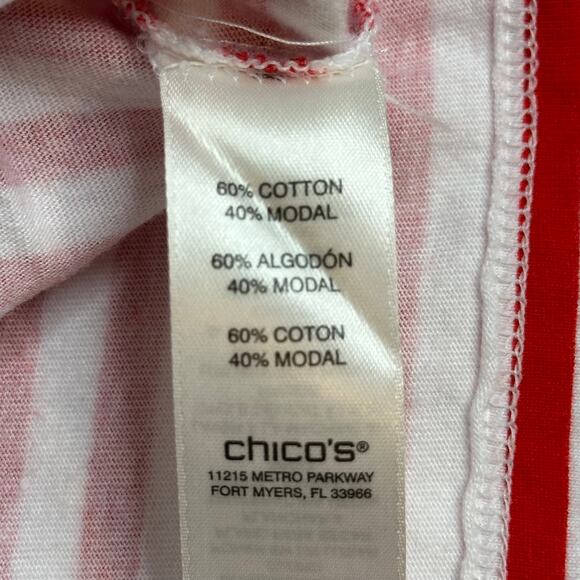 60% COTTON
40% MODAL
60% ALGODÓN
40% MODAL
60% COTON
40% MODAL
chico's®
11215 METRO PARKWAY
FORT MYERS, FL 33966